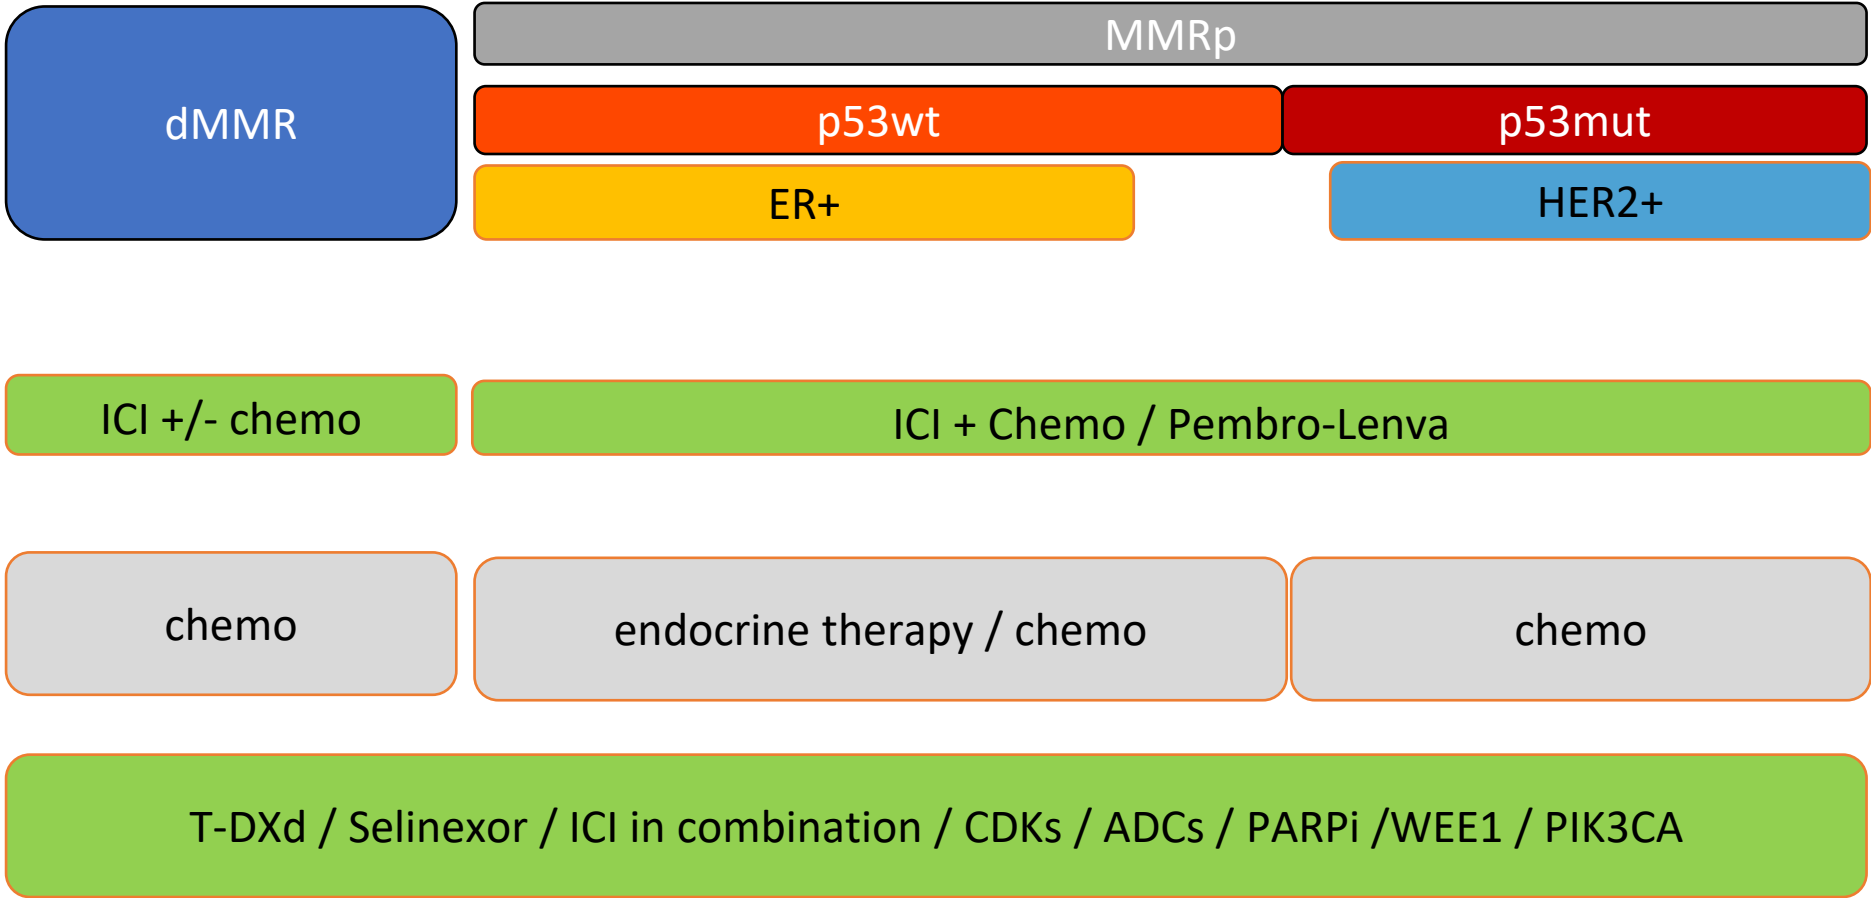 dMMR
MMRp
p53wt
p53mut
ER+
HER2+
ICI +/- chemo
ICI + Chemo / Pembro-Lenva
chemo
endocrine therapy / chemo
chemo
T-DXd / Selinexor / ICI in combination / CDKs / ADCs / PARPi /WEE1 / PIK3CA